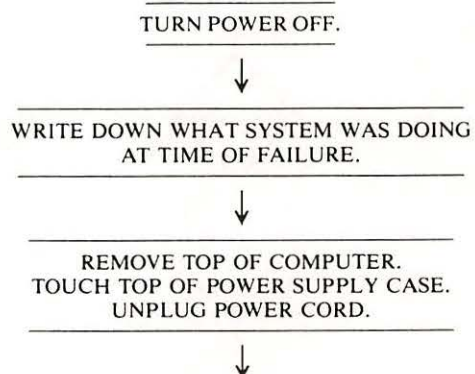 TURN POWER OFF.
WRITE DOWN WHAT SYSTEM WAS DOING
AT TIME OF FAILURE.
REMOVE TOP OF COMPUTER.
TOUCH TOP OF POWER SUPPLY CASE.
UNPLUG POWER CORD.